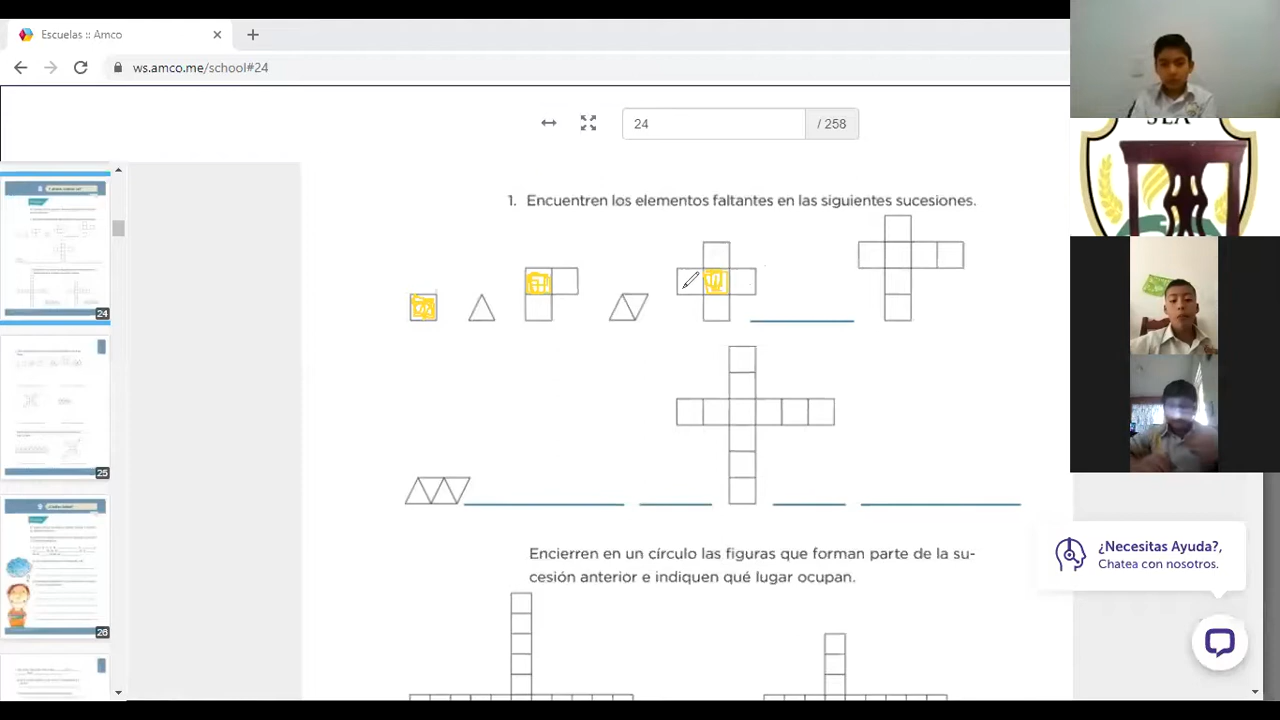 Escuelas :: Amco
ws.amco.me/school#24
24 / 258
SLA
1. Encuentren los elementos faltantes en las siguientes sucesiones.
24
25
26
Encierren en un círculo las figuras que forman parte de la su-
cesión anterior e indiquen qué lugar ocupan.
¿Necesitas Ayuda?,
Chatea con nosotros.